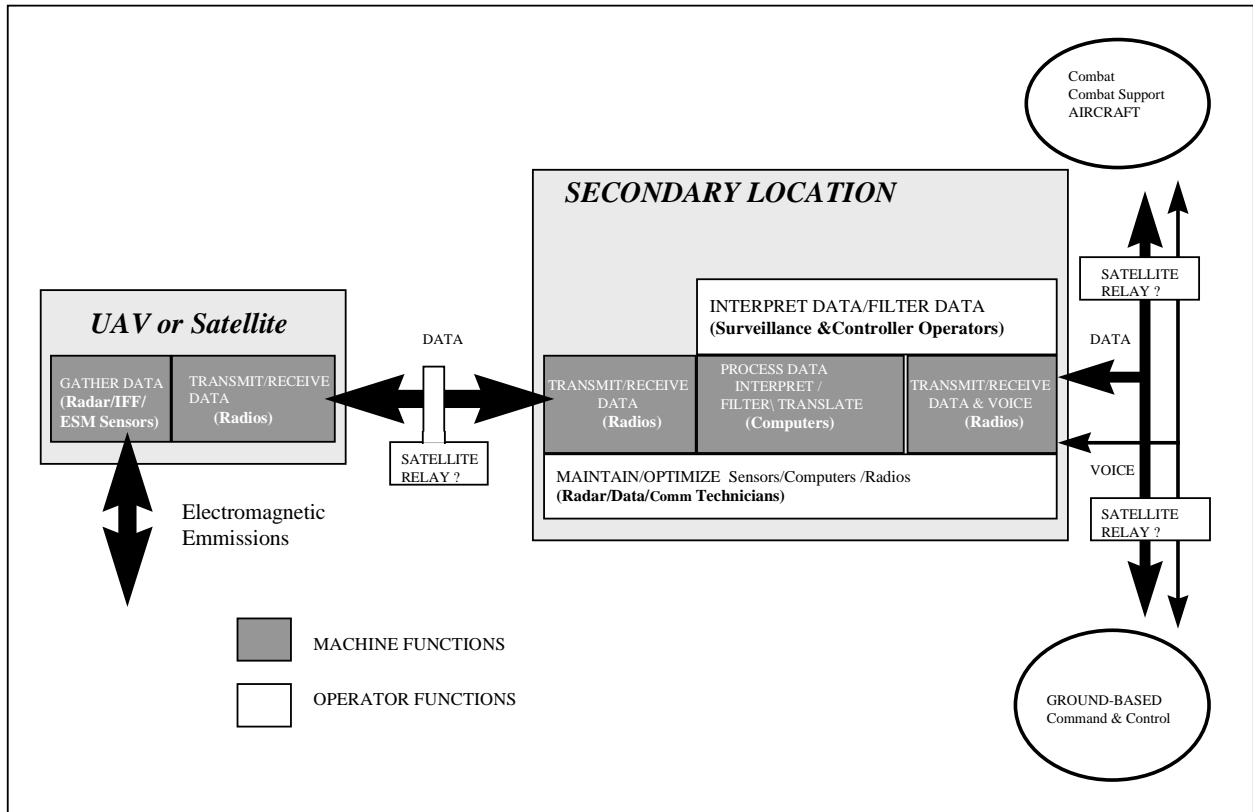 Combat
Combat Support
AIRCRAFT
SECONDARY LOCATION
SATELLITE
RELAY ?
INTERPRET DATA/FILTER DATA
(Surveillance &Controller Operators)
UAV or Satellite
DATA
DATA
GATHER DATA
(Radar/IFF/
ESM Sensors)
TRANSMIT/RECEIVE
DATA
(Radios)
TRANSMIT/RECEIVE
DATA
(Radios)
PROCESS DATA
INTERPRET /
FILTER\ TRANSLATE
(Computers)
TRANSMIT/RECEIVE
DATA & VOICE
(Radios)
SATELLITE
RELAY ?
MAINTAIN/OPTIMIZE Sensors/Computers /Radios
(Radar/Data/Comm Technicians)
VOICE
SATELLITE
RELAY ?
Electromagnetic
Emmissions
MACHINE FUNCTIONS
OPERATOR FUNCTIONS
GROUND-BASED
Command & Control